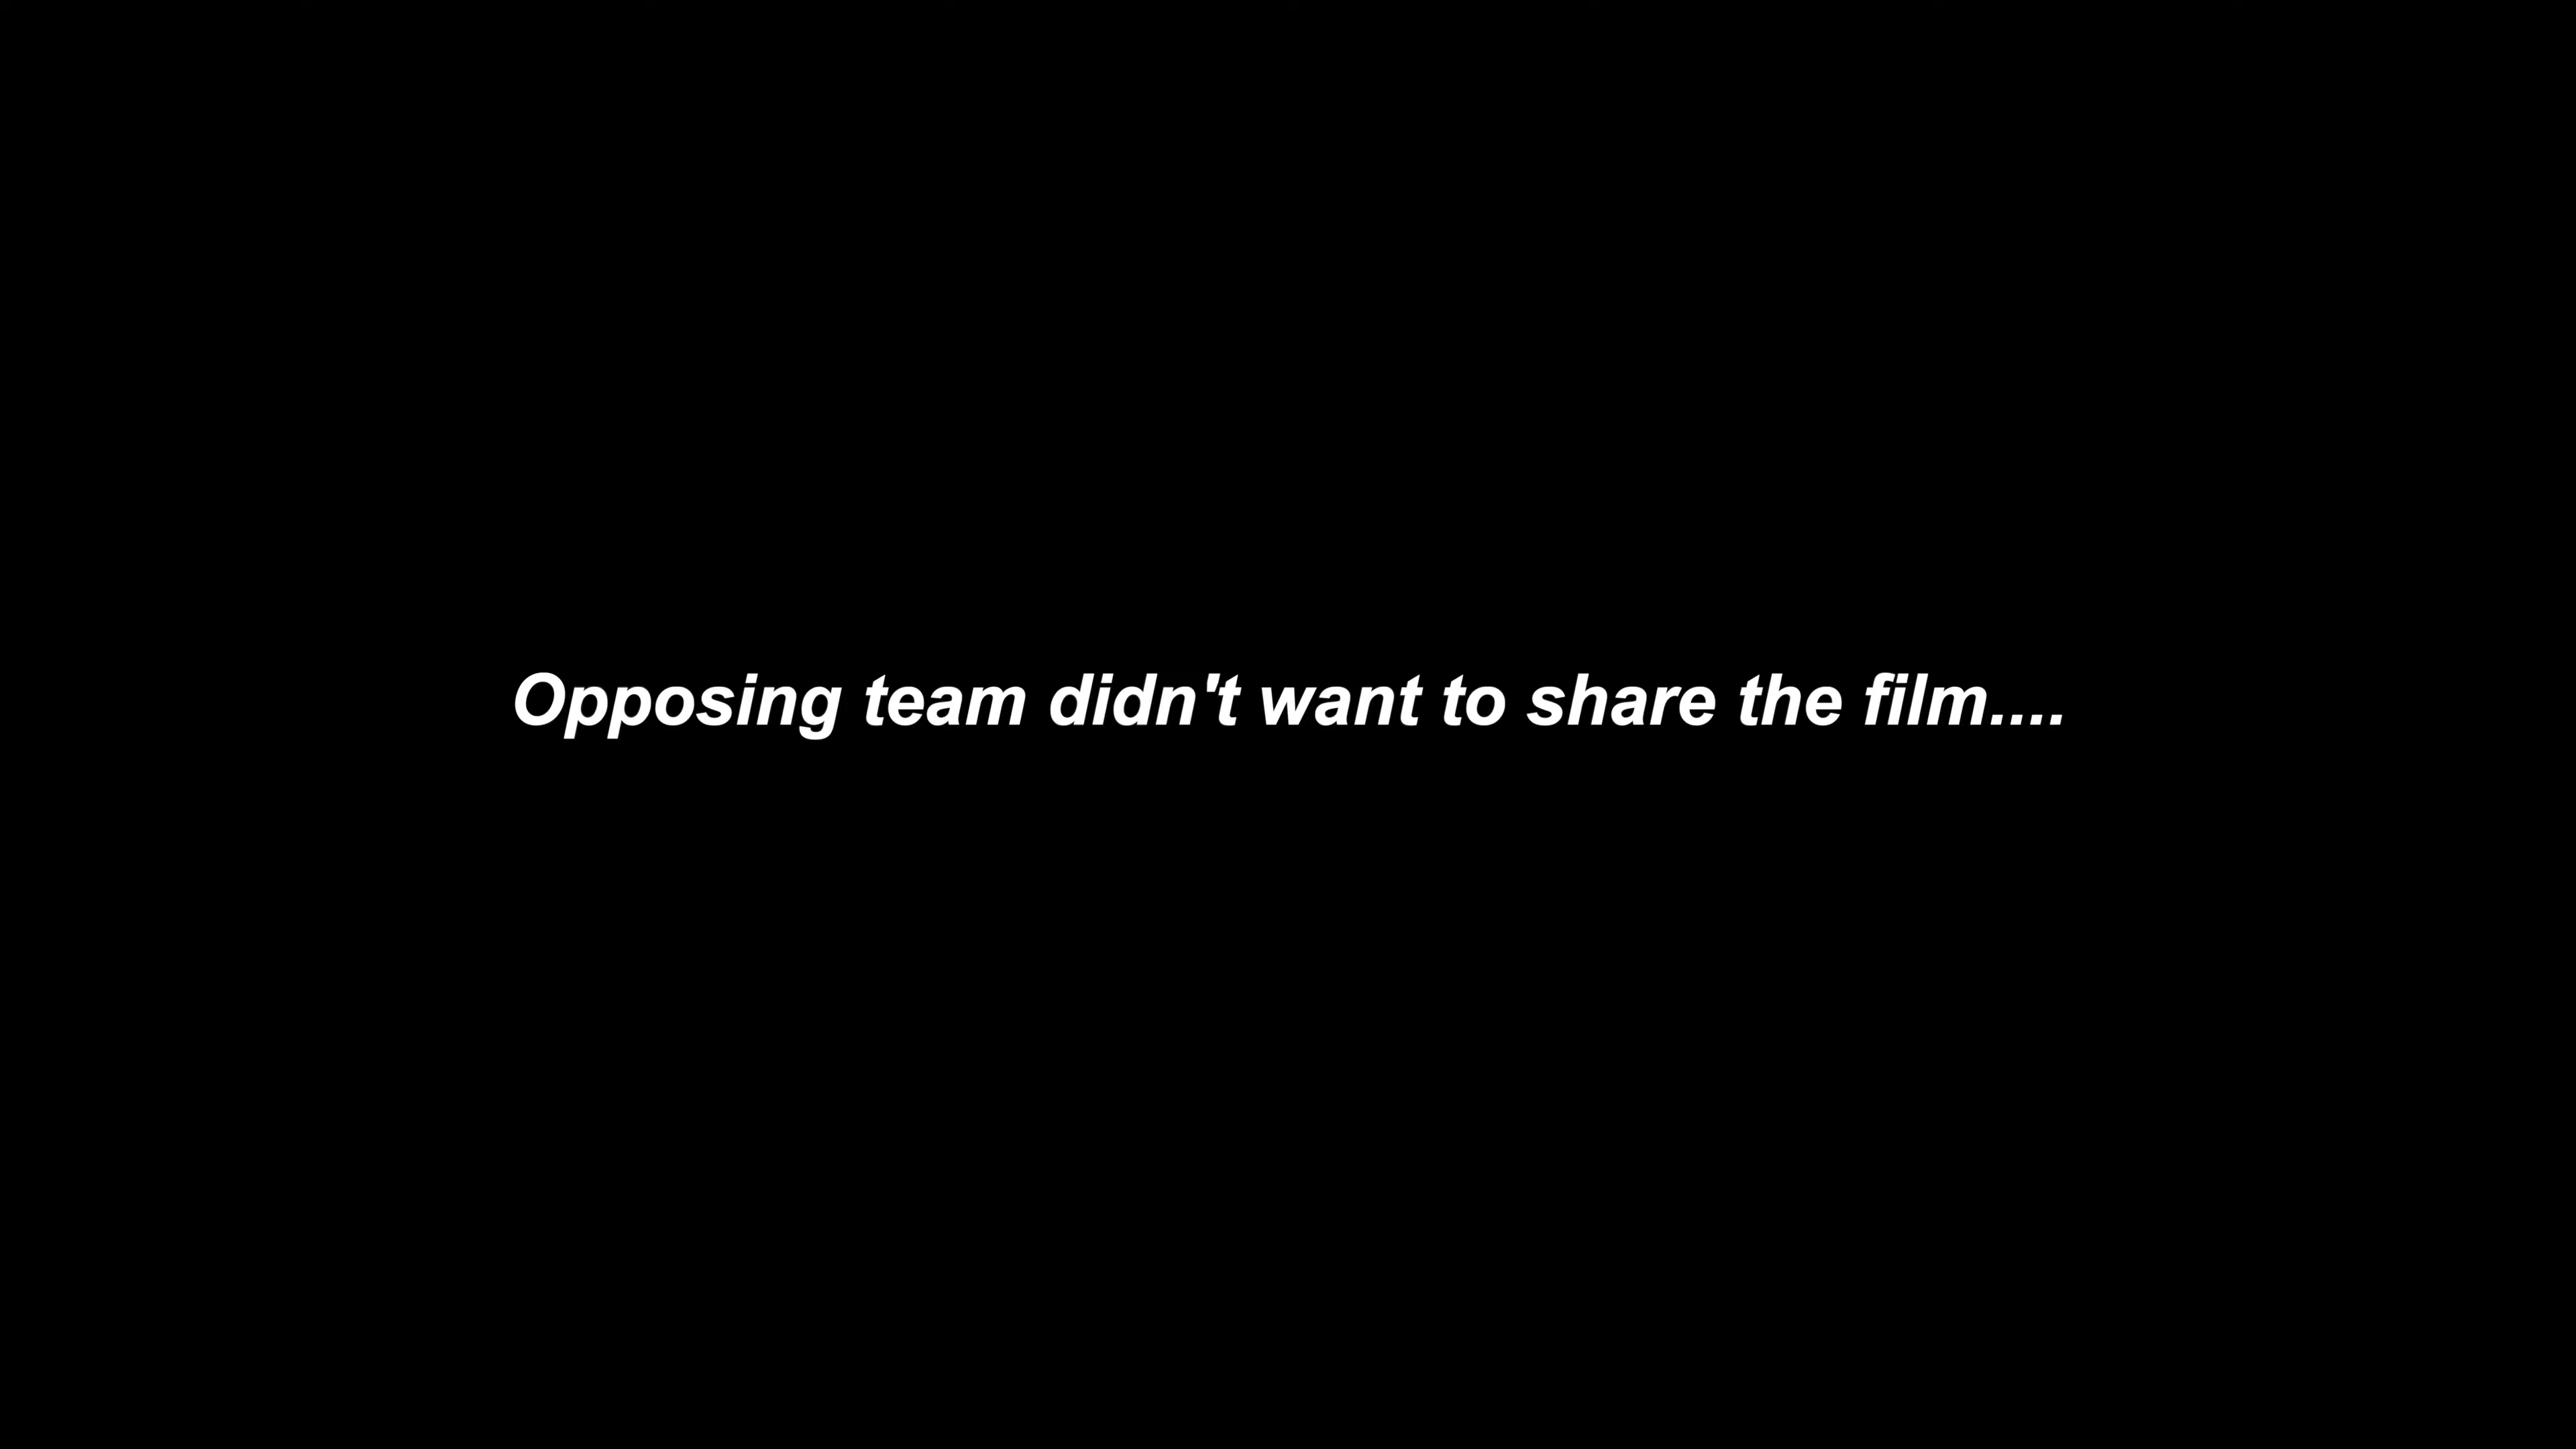 Opposing team didn't want to share the film....